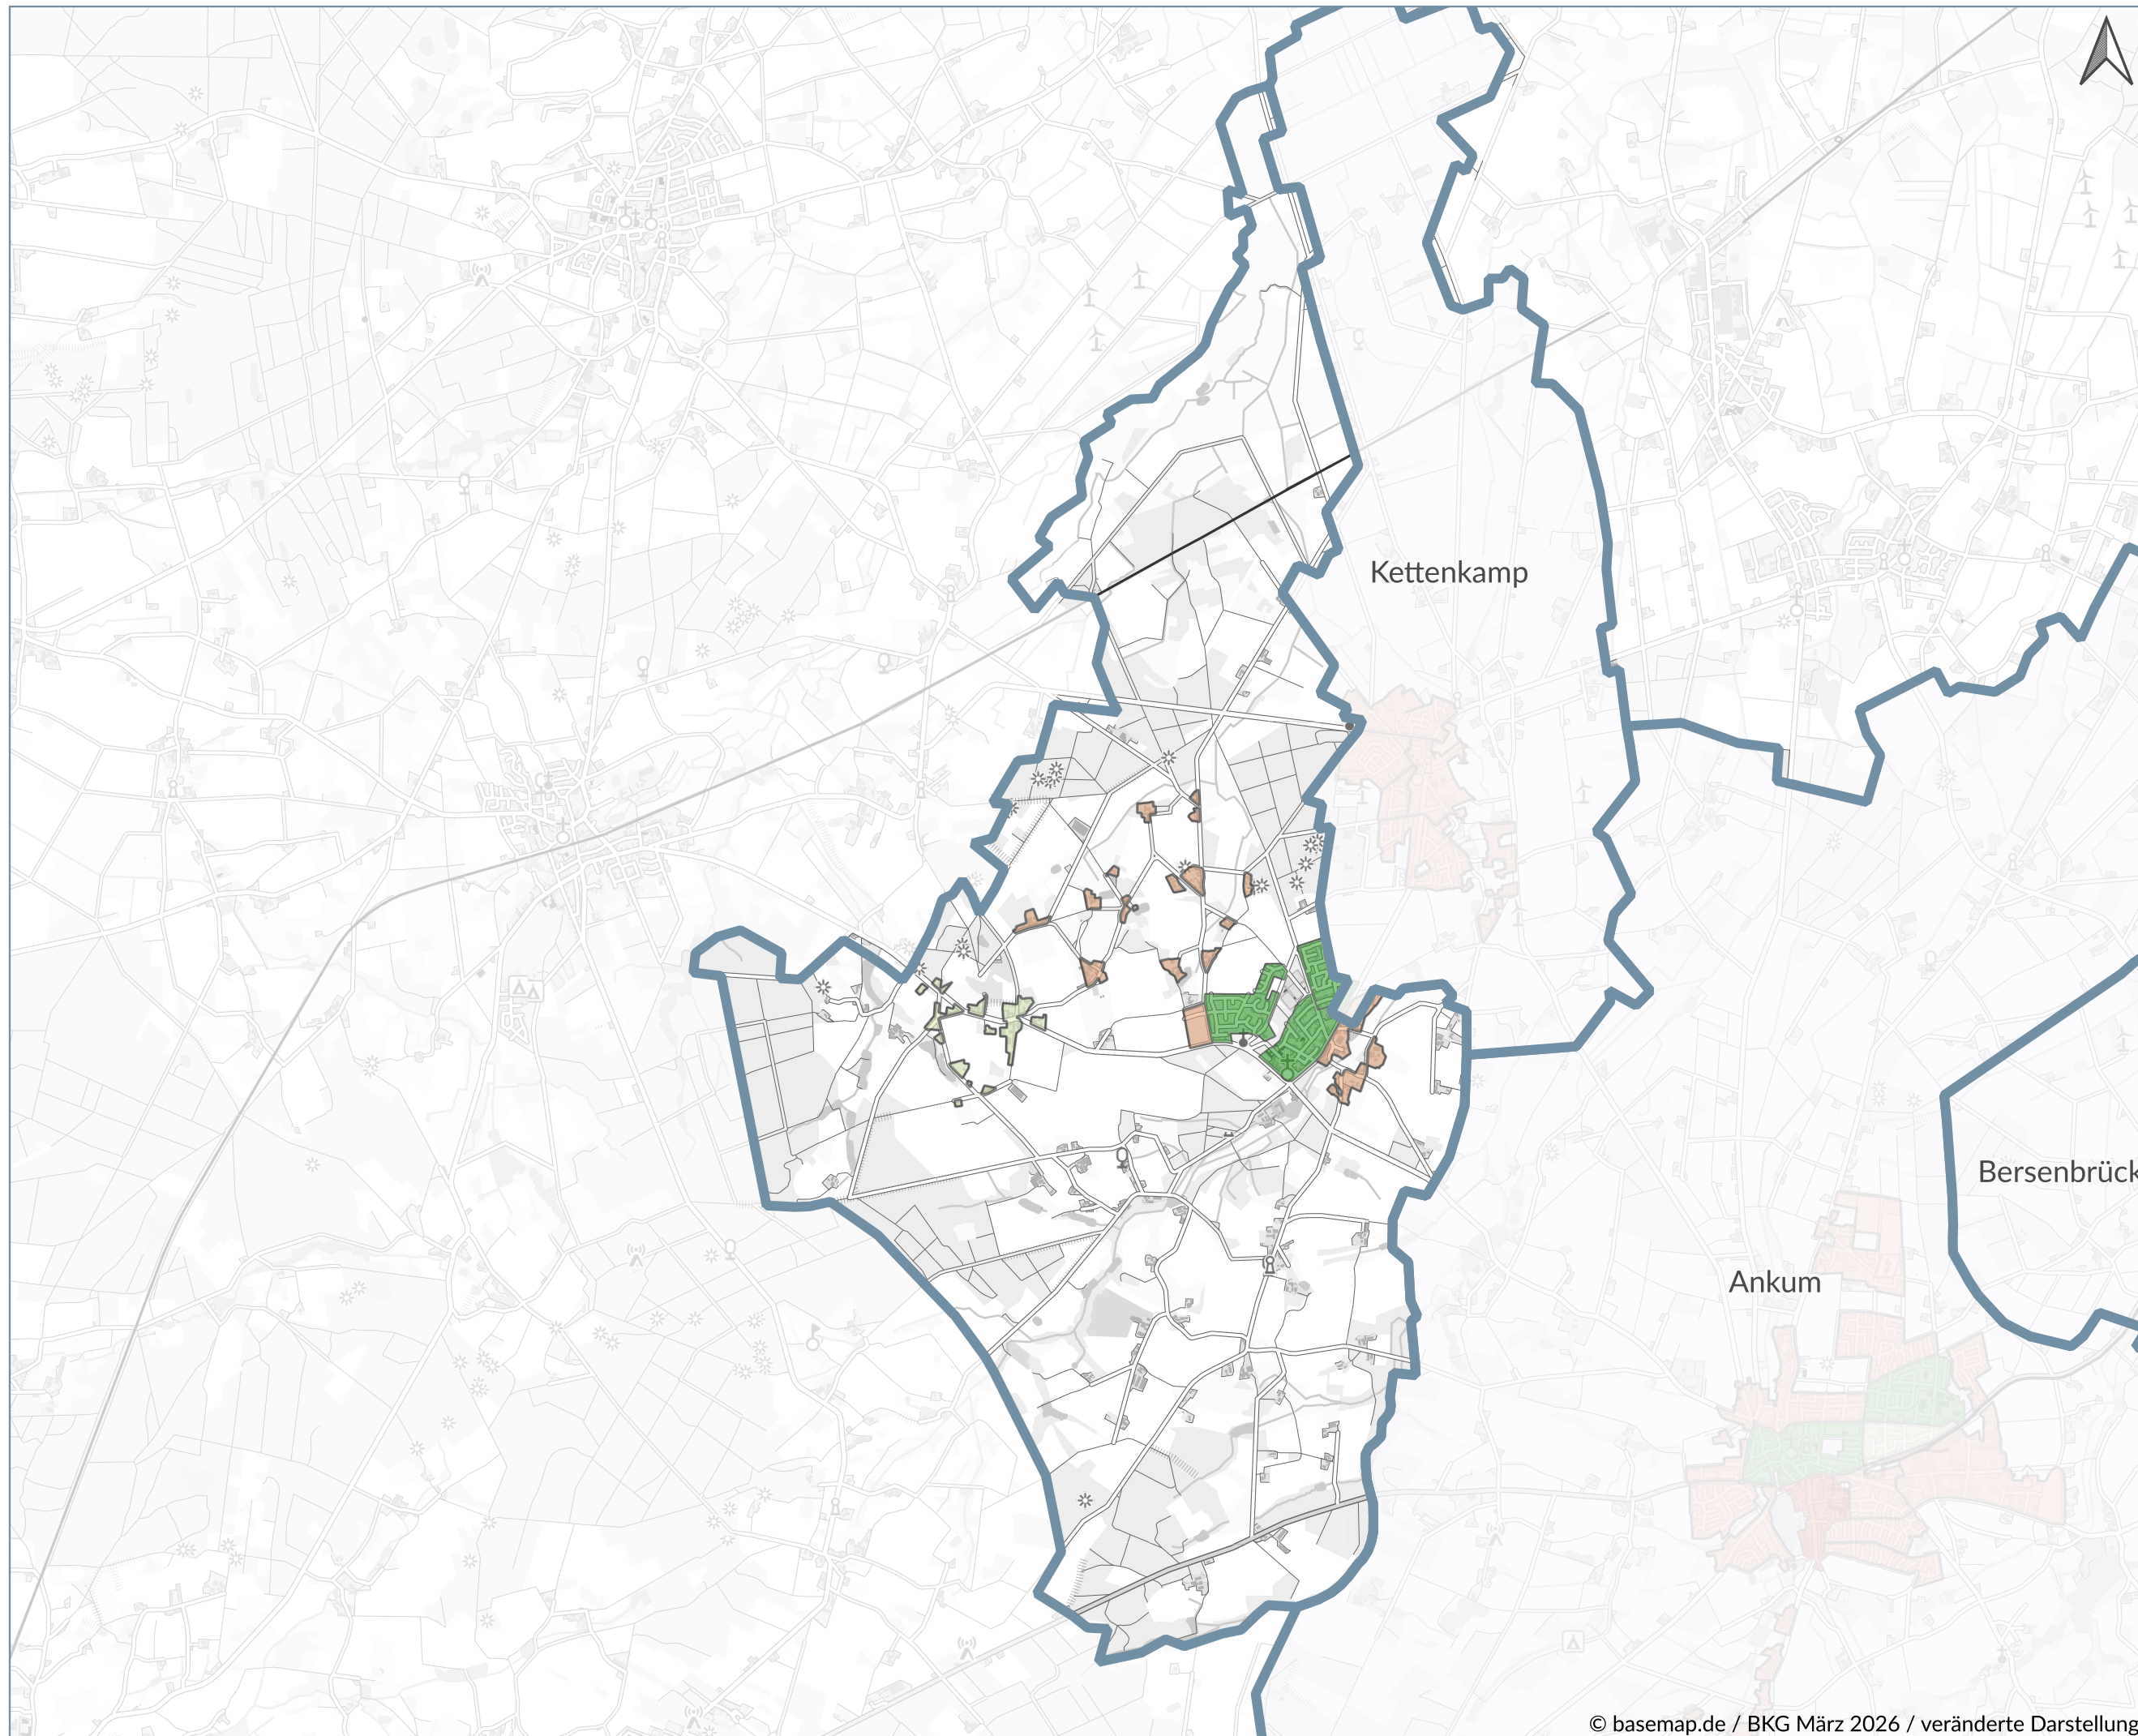 Kettenkamp
Bersenbrück
Ankum
© basemap.de / BKG März 2026 / veränderte Darstellung